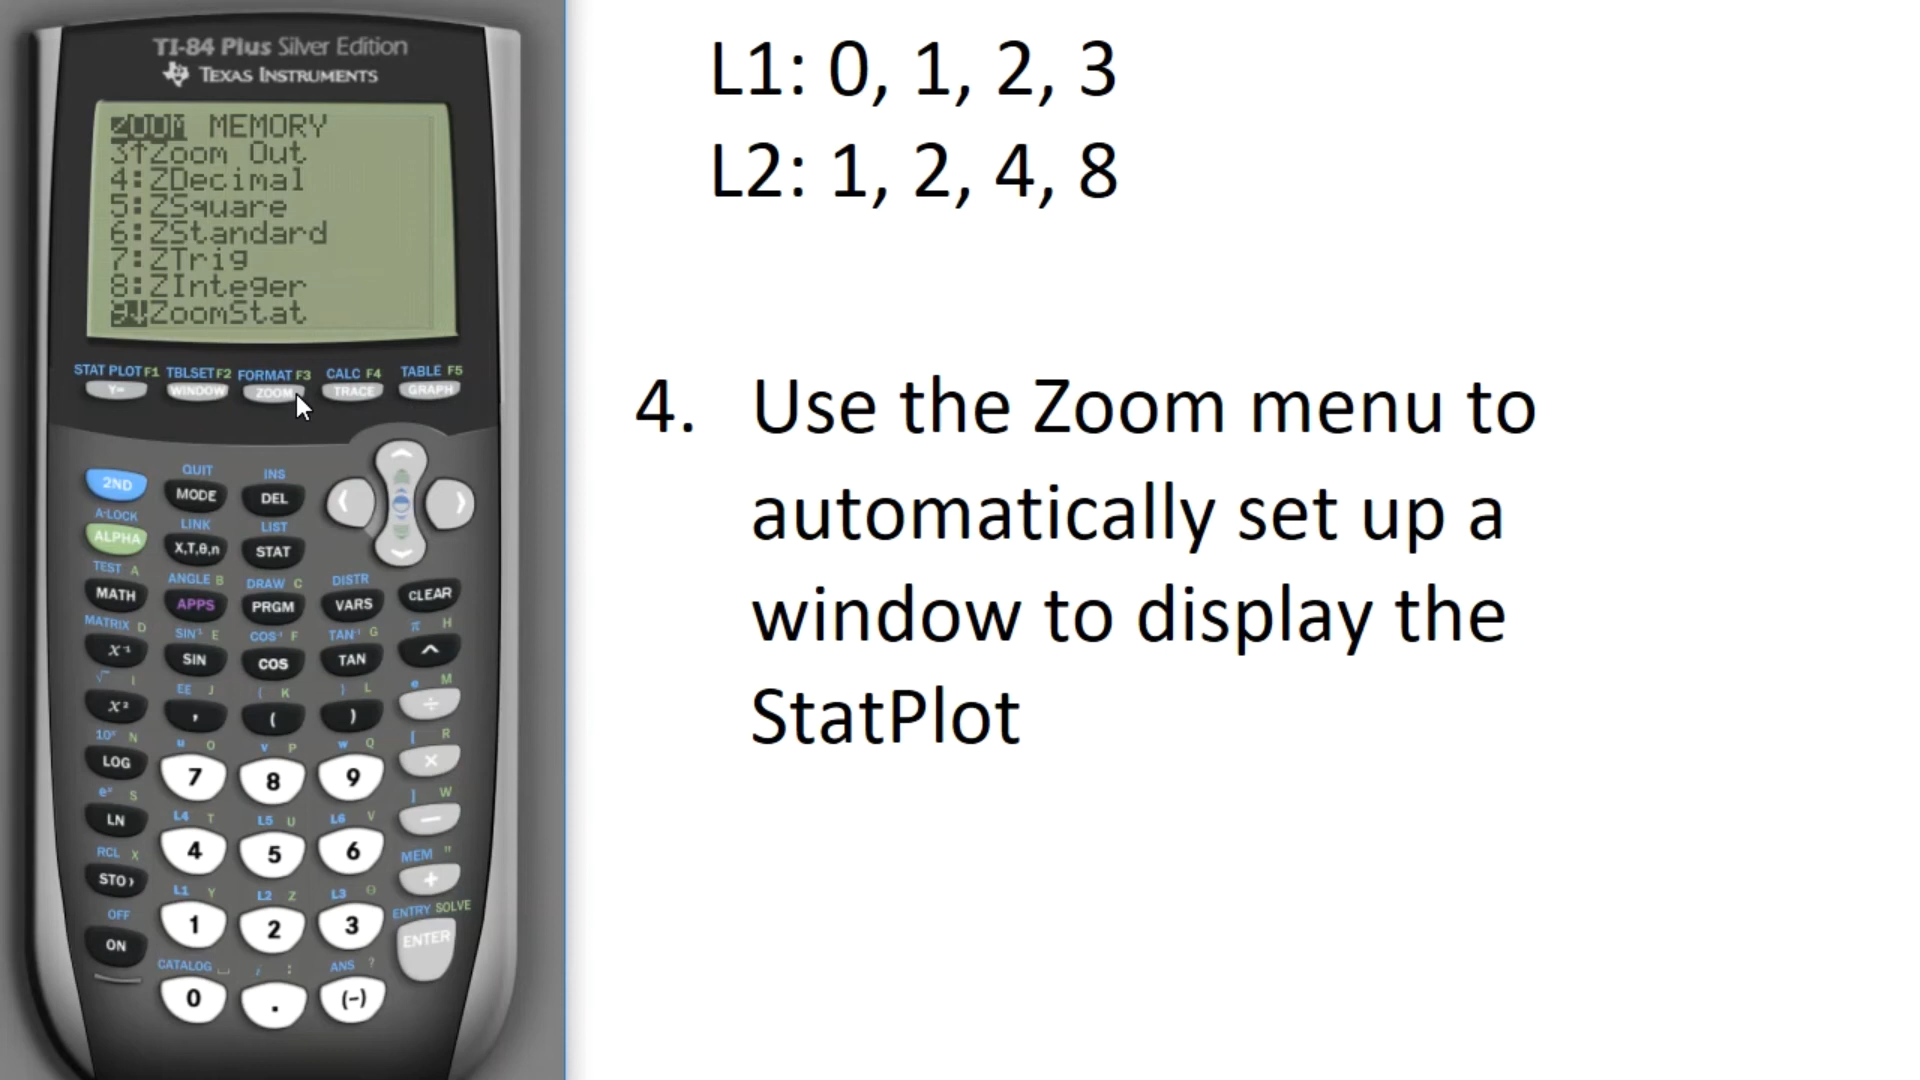 TI-84 Plus Silver Edition
TEXAS INSTRUMENTS
ZOOM MEMORY
3↑Zoom Out
4:ZDecimal
5:ZSquare
6:ZStandard
7:ZTrig
8:ZInteger
9↓ZoomStat
STAT PLOT F1 TBLSET F2 FORMAT F3 CALC F4 TABLE F5
Y= WINDOW ZOOM TRACE GRAPH
QUIT INS
2ND MODE DEL
A-LOCK LINK LIST
ALPHA X,T,θ,n STAT
TEST A ANGLE B DRAW C DISTR
MATH APPS PRGM VARS CLEAR
MATRIX D SIN⁻¹ E COS⁻¹ F TAN⁻¹ G π H
X⁻¹ SIN COS TAN ^
√ I EE J { K } L e M
X² , ( ) ÷
10ˣ N u O v P w Q [ R
LOG 7 8 9 ×
eˣ S L4 T L5 U L6 V ] W
LN 4 5 6 −
RCL X L1 Y L2 Z L3 θ MEM "
STO› 1 2 3 +
OFF CATALOG ⎵ i : ANS ? ENTRY SOLVE
ON 0 . (−) ENTER
L1: 0, 1, 2, 3
L2: 1, 2, 4, 8
4. Use the Zoom menu to
automatically set up a
window to display the
StatPlot